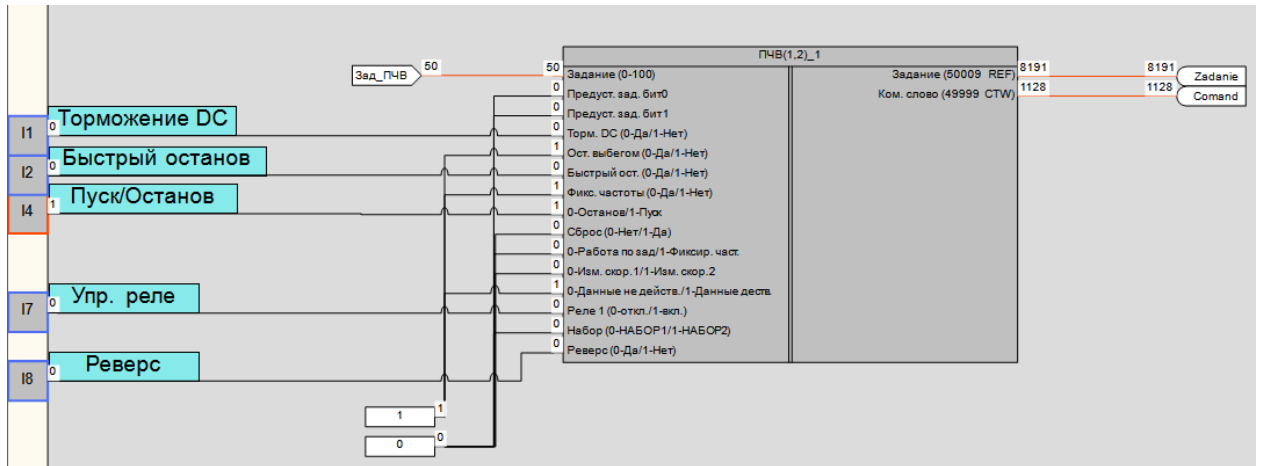 ПЧВ(1,2)_1
Зад_ПЧВ 50
50 Задание (0-100)
Задание (50009 REF) 8191
8191 Zadanie
0 Предуст. зад. бит0
Ком. слово (49999 CTW) 1128
1128 Comand
0 Предуст. зад. бит1
I1 0 Торможение DC
0 Торм. DC (0-Да/1-Нет)
1 Ост. выбегом (0-Да/1-Нет)
I2 0 Быстрый останов
0 Быстрый ост. (0-Да/1-Нет)
1 Фикс. частоты (0-Да/1-Нет)
I4 1 Пуск/Останов
1 0-Останов/1-Пуск
0 Сброс (0-Нет/1-Да)
0 0-Работа по зад/1-Фиксир. част.
0 0-Изм. скор.1/1-Изм. скор.2
1 0-Данные не действ./1-Данные деств.
I7 0 Упр. реле
0 Реле 1 (0-откл./1-вкл.)
0 Набор (0-НАБОР1/1-НАБОР2)
0 Реверс (0-Да/1-Нет)
I8 0 Реверс
1 1
0 0